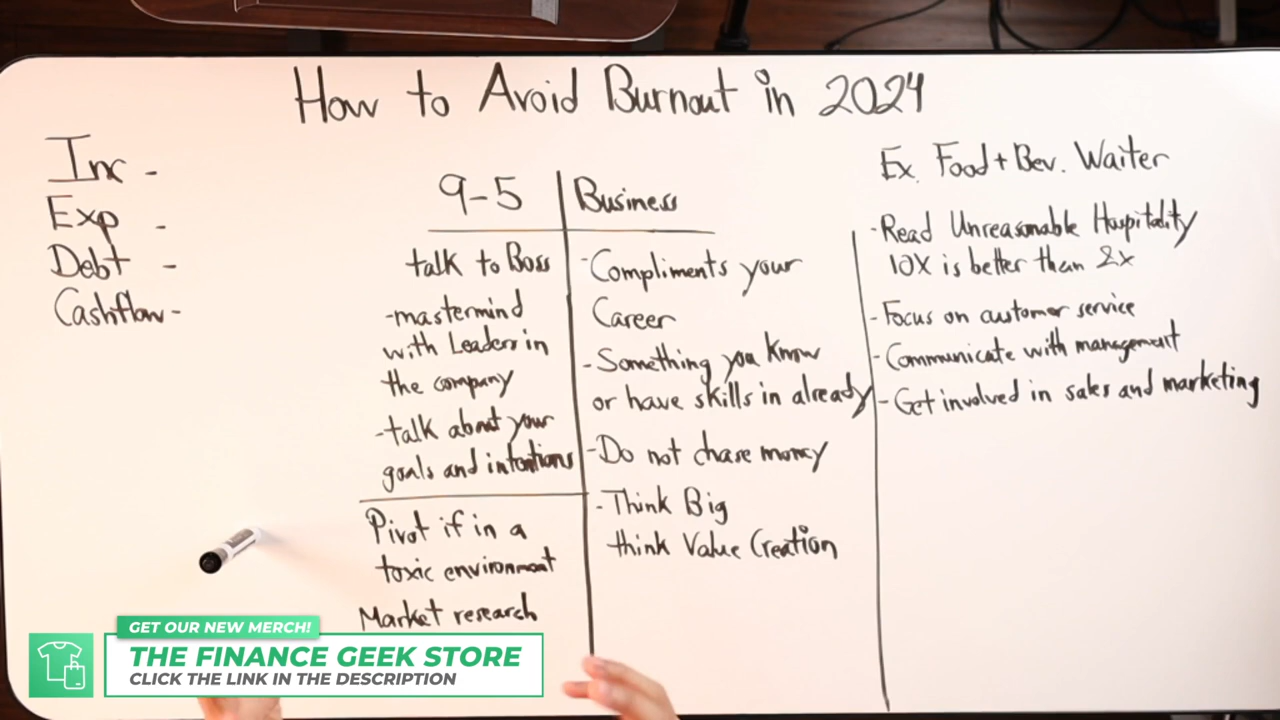 How to Avoid Burnout in 2024
Inc -
Exp -
Debt -
Cashflow -
9-5
talk to Boss
-mastermind
with Leaders in
the company
-talk about your
goals and intentions
Pivot if in a
toxic environment
Market research
Business
-Compliments your
Career
-Something you know
or have skills in already
-Do not chase money
-Think Big
think Value Creation
Ex. Food + Bev. Waiter
-Read Unreasonable Hospitality
10X is better than 2x
-Focus on customer service
-Communicate with management
-Get involved in sales and marketing
GET OUR NEW MERCH!
THE FINANCE GEEK STORE
CLICK THE LINK IN THE DESCRIPTION